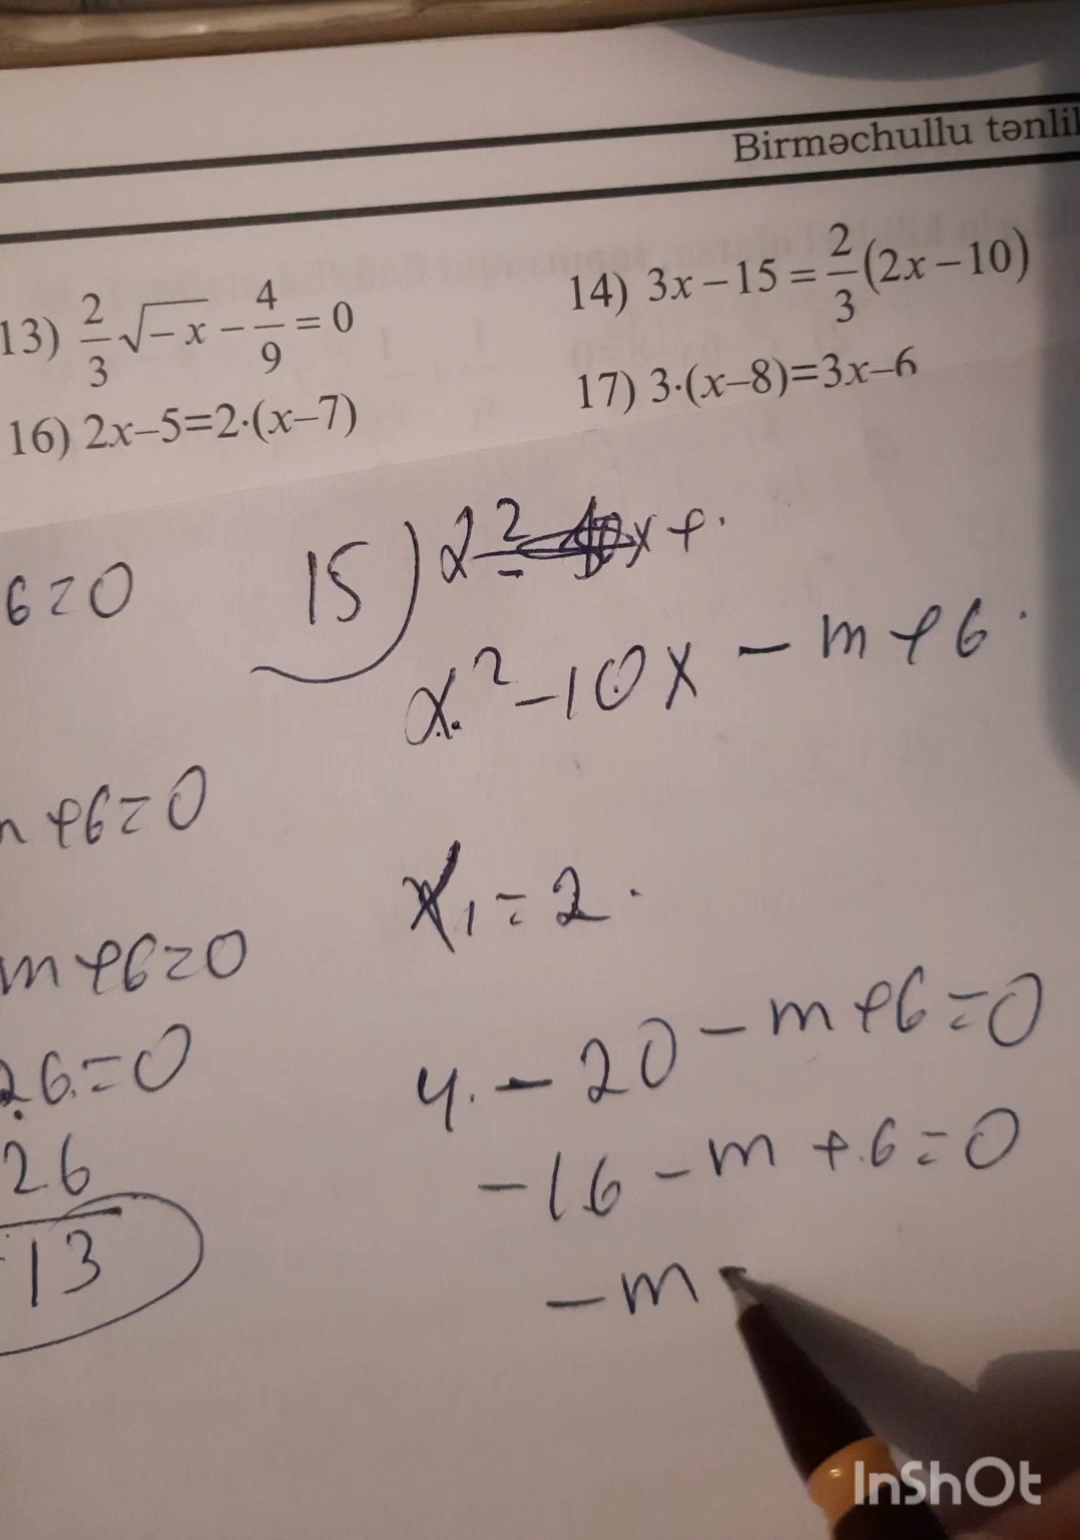 Birməchullu tənlil
13) 2/3 √−x − 4/9 = 0
14) 3x−15 = 2/3 (2x−10)
16) 2x−5=2·(x−7)
17) 3·(x−8)=3x−6
6=0
15)
x²−10x − m+6
+6=0
x₁=2.
m+6=0
4.−20−m+6=0
26.=0
−16−m+6=0
26
13
−m
InShOt